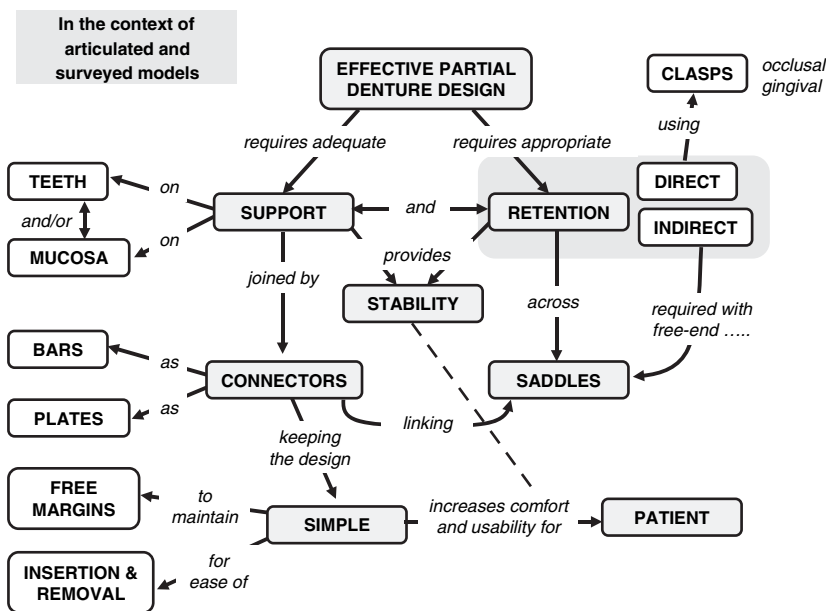 In the context of
articulated and
surveyed models
EFFECTIVE PARTIAL
DENTURE DESIGN
CLASPS
occlusal
gingival
using
requires adequate
requires appropriate
TEETH
on
DIRECT
and/or
SUPPORT
and
RETENTION
INDIRECT
MUCOSA
on
provides
joined by
STABILITY
across
required with
free-end …..
BARS
as
CONNECTORS
SADDLES
PLATES
as
linking
keeping
the design
FREE
MARGINS
to
maintain
SIMPLE
increases comfort
and usability for
PATIENT
INSERTION &
REMOVAL
for
ease of